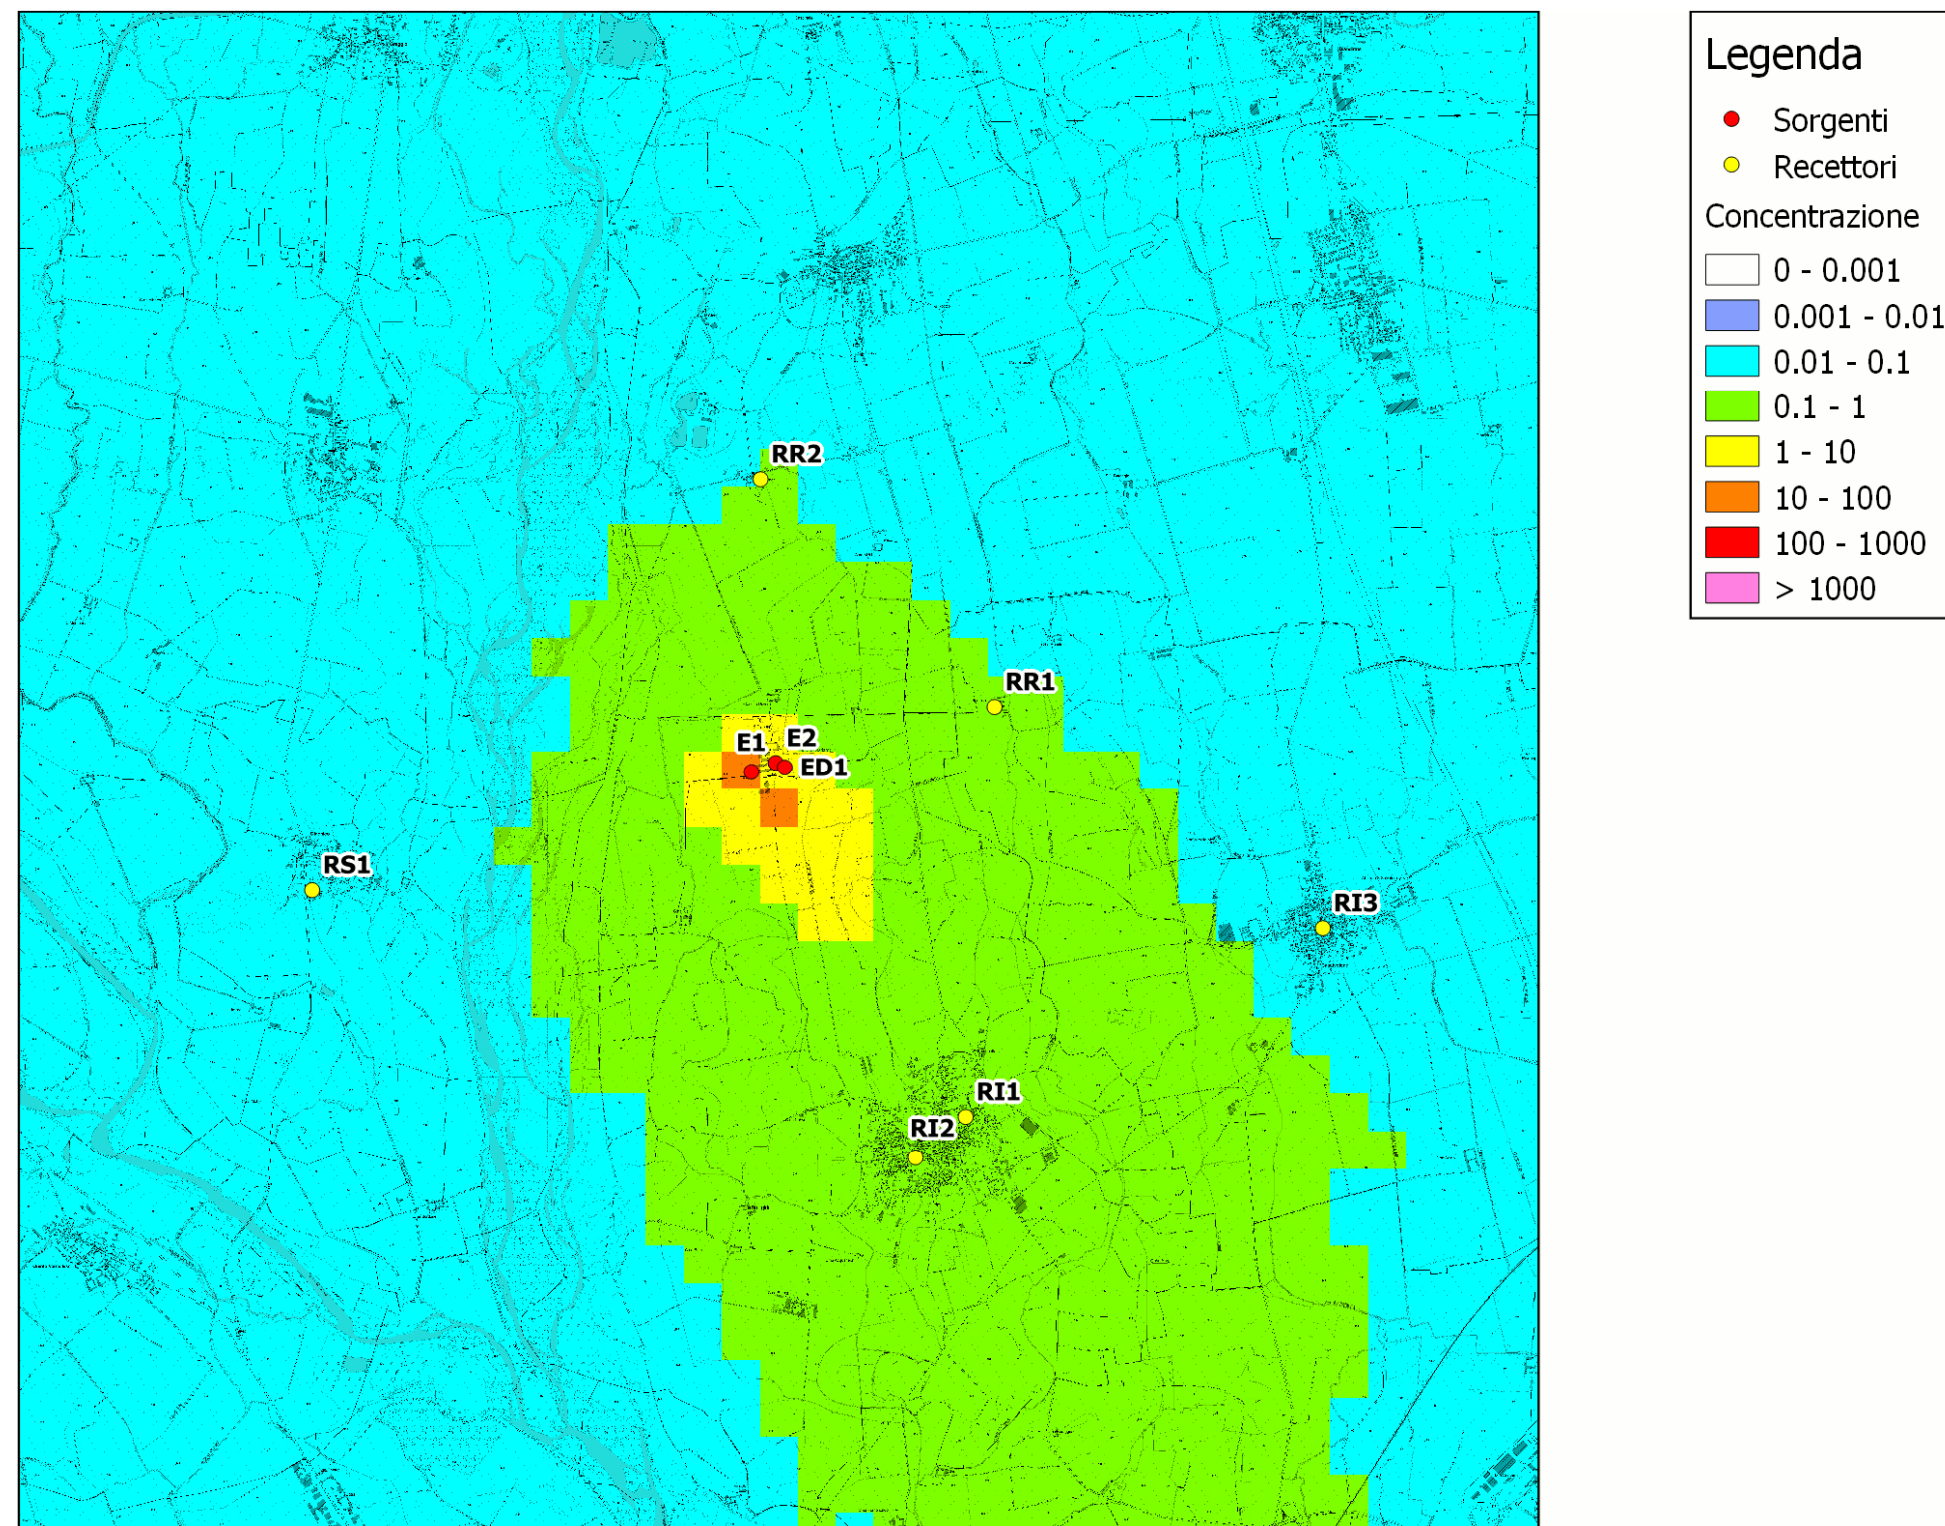 Legenda
Sorgenti
Recettori
Concentrazione
0 - 0.001
0.001 - 0.01
0.01 - 0.1
0.1 - 1
1 - 10
10 - 100
100 - 1000
> 1000
RR2
RR1
E1
E2
ED1
RS1
RI3
RI1
RI2